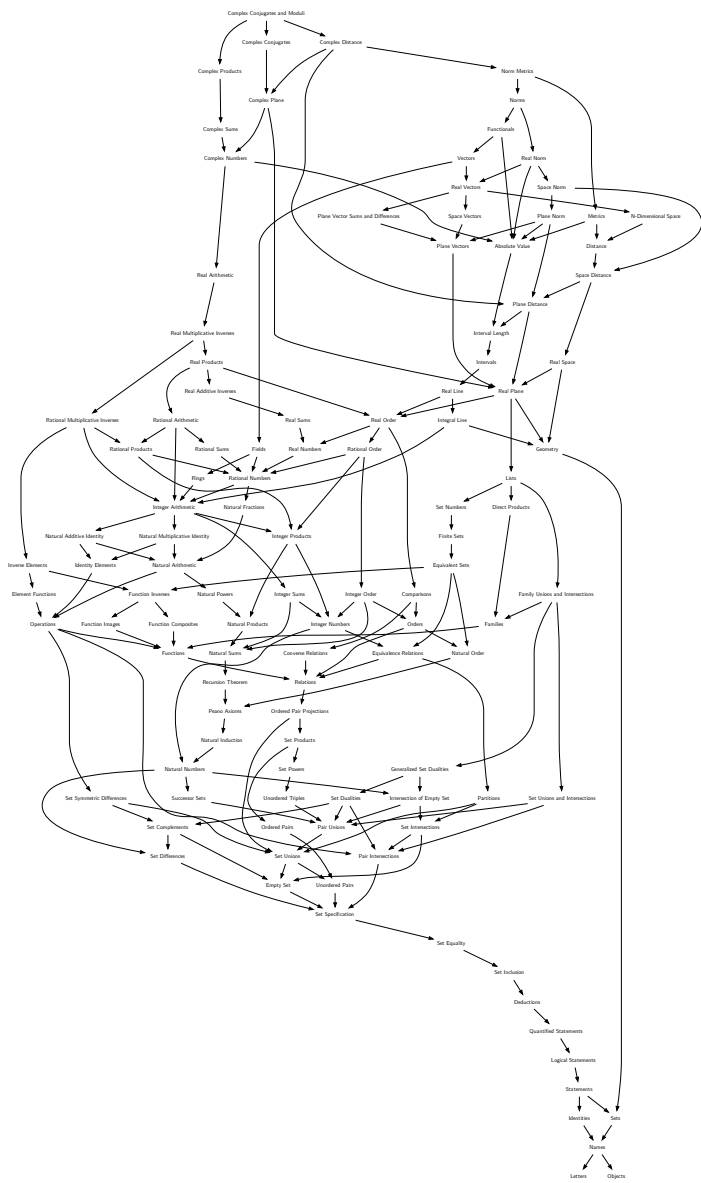 Complex Conjugates and Moduli
Complex Conjugates
Complex Distance
Complex Products
Norm Metrics
Complex Plane
Norms
Complex Sums
Functionals
Complex Numbers
Vectors
Real Norm
Real Vectors
Space Norm
Plane Vector Sums and Differences
Space Vectors
Plane Norm
Metrics
N-Dimensional Space
Plane Vectors
Absolute Value
Distance
Real Arithmetic
Space Distance
Plane Distance
Real Multiplicative Inverses
Interval Length
Real Products
Intervals
Real Space
Real Additive Inverses
Real Line
Real Plane
Rational Multiplicative Inverses
Rational Arithmetic
Real Sums
Real Order
Integral Line
Rational Products
Rational Sums
Fields
Real Numbers
Rational Order
Geometry
Rings
Rational Numbers
Lists
Integer Arithmetic
Natural Fractions
Set Numbers
Direct Products
Natural Additive Identity
Natural Multiplicative Identity
Integer Products
Finite Sets
Inverse Elements
Identity Elements
Natural Arithmetic
Equivalent Sets
Element Functions
Function Inverses
Natural Powers
Integer Sums
Integer Order
Comparisons
Family Unions and Intersections
Operations
Function Images
Function Composites
Natural Products
Integer Numbers
Orders
Families
Functions
Natural Sums
Converse Relations
Equivalence Relations
Natural Order
Recursion Theorem
Relations
Peano Axioms
Ordered Pair Projections
Natural Induction
Set Products
Natural Numbers
Set Powers
Generalized Set Dualities
Set Symmetric Differences
Successor Sets
Unordered Triples
Set Dualities
Intersection of Empty Set
Partitions
Set Unions and Intersections
Set Complements
Ordered Pairs
Pair Unions
Set Intersections
Set Differences
Set Unions
Pair Intersections
Empty Set
Unordered Pairs
Set Specification
Set Equality
Set Inclusion
Deductions
Quantified Statements
Logical Statements
Statements
Identities
Sets
Names
Letters
Objects